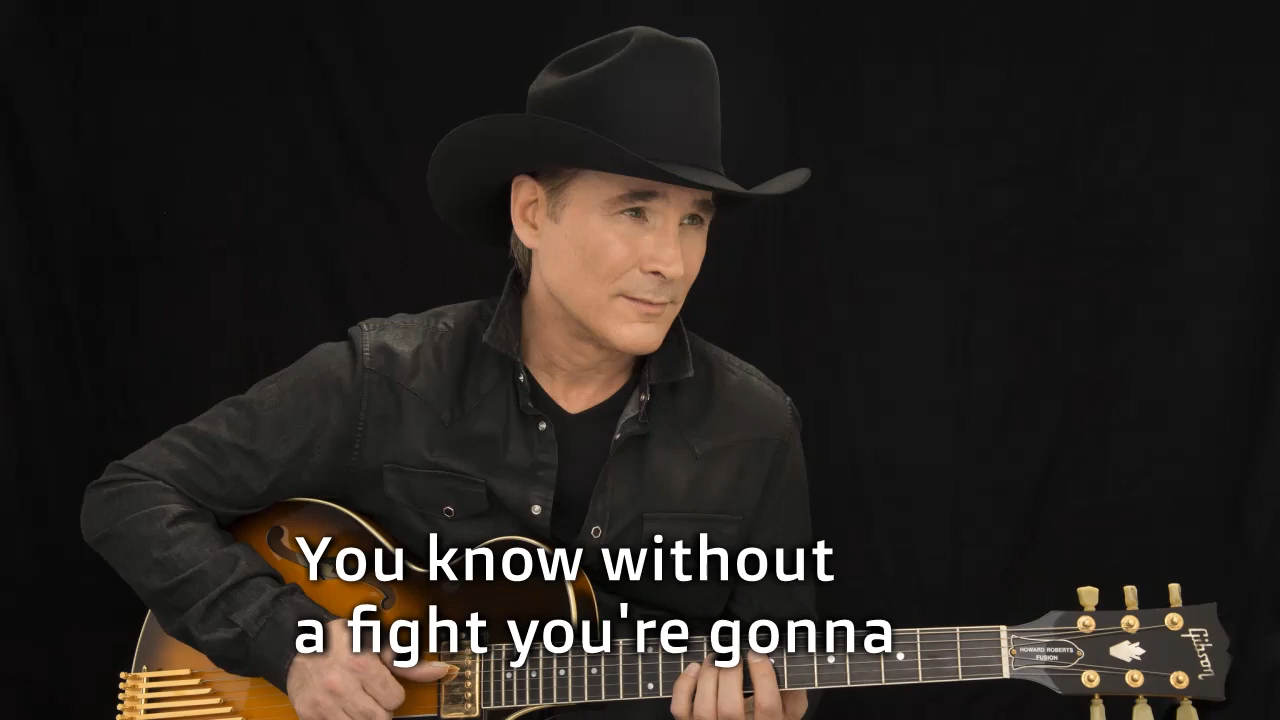 You know without
a fight you're gonna
HOWARD ROBERTS
FUSION
Gibson